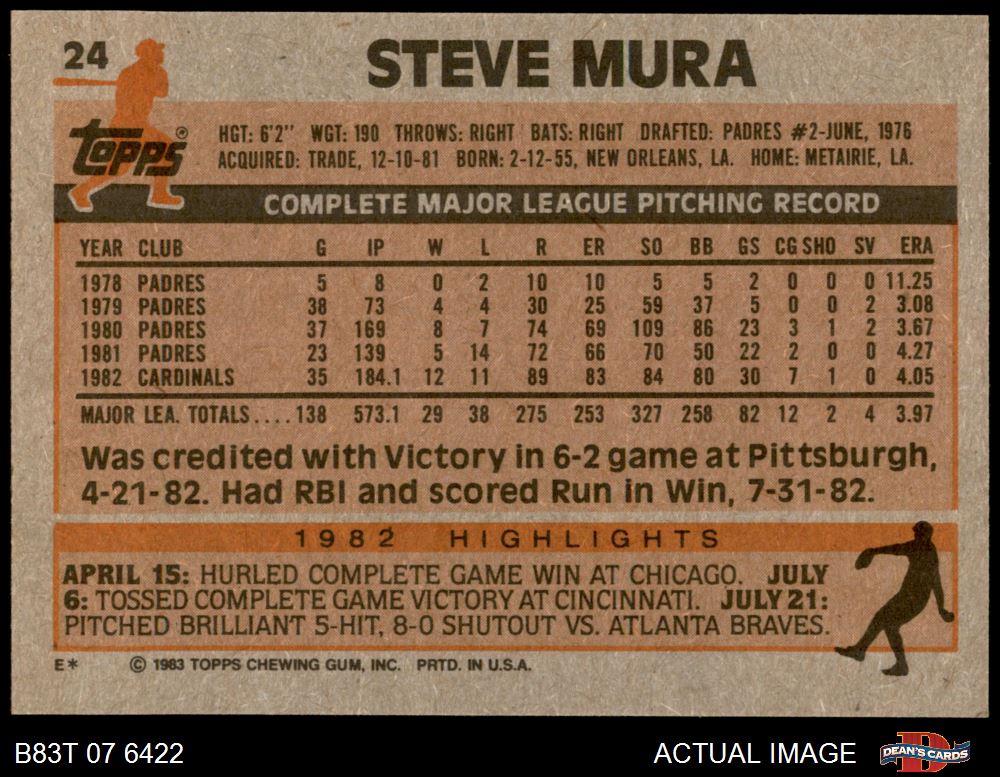 24
STEVE MURA
Topps ®
HGT: 6'2" WGT: 190 THROWS: RIGHT BATS: RIGHT DRAFTED: PADRES #2-JUNE, 1976
ACQUIRED: TRADE, 12-10-81 BORN: 2-12-55, NEW ORLEANS, LA. HOME: METAIRIE, LA.
COMPLETE MAJOR LEAGUE PITCHING RECORD
YEAR CLUB G IP W L R ER SO BB GS CG SHO SV ERA
1978 PADRES 5 8 0 2 10 10 5 5 2 0 0 0 11.25
1979 PADRES 38 73 4 4 30 25 59 37 5 0 0 2 3.08
1980 PADRES 37 169 8 7 74 69 109 86 23 3 1 2 3.67
1981 PADRES 23 139 5 14 72 66 70 50 22 2 0 0 4.27
1982 CARDINALS 35 184.1 12 11 89 83 84 80 30 7 1 0 4.05
MAJOR LEA. TOTALS....138 573.1 29 38 275 253 327 258 82 12 2 4 3.97
Was credited with Victory in 6-2 game at Pittsburgh,
4-21-82. Had RBI and scored Run in Win, 7-31-82.
1982 HIGHLIGHTS
APRIL 15: HURLED COMPLETE GAME WIN AT CHICAGO. JULY
6: TOSSED COMPLETE GAME VICTORY AT CINCINNATI. JULY 21:
PITCHED BRILLIANT 5-HIT, 8-0 SHUTOUT VS. ATLANTA BRAVES.
E* © 1983 TOPPS CHEWING GUM, INC. PRTD. IN U.S.A.
B83T 07 6422
ACTUAL IMAGE
DEAN'S CARDS